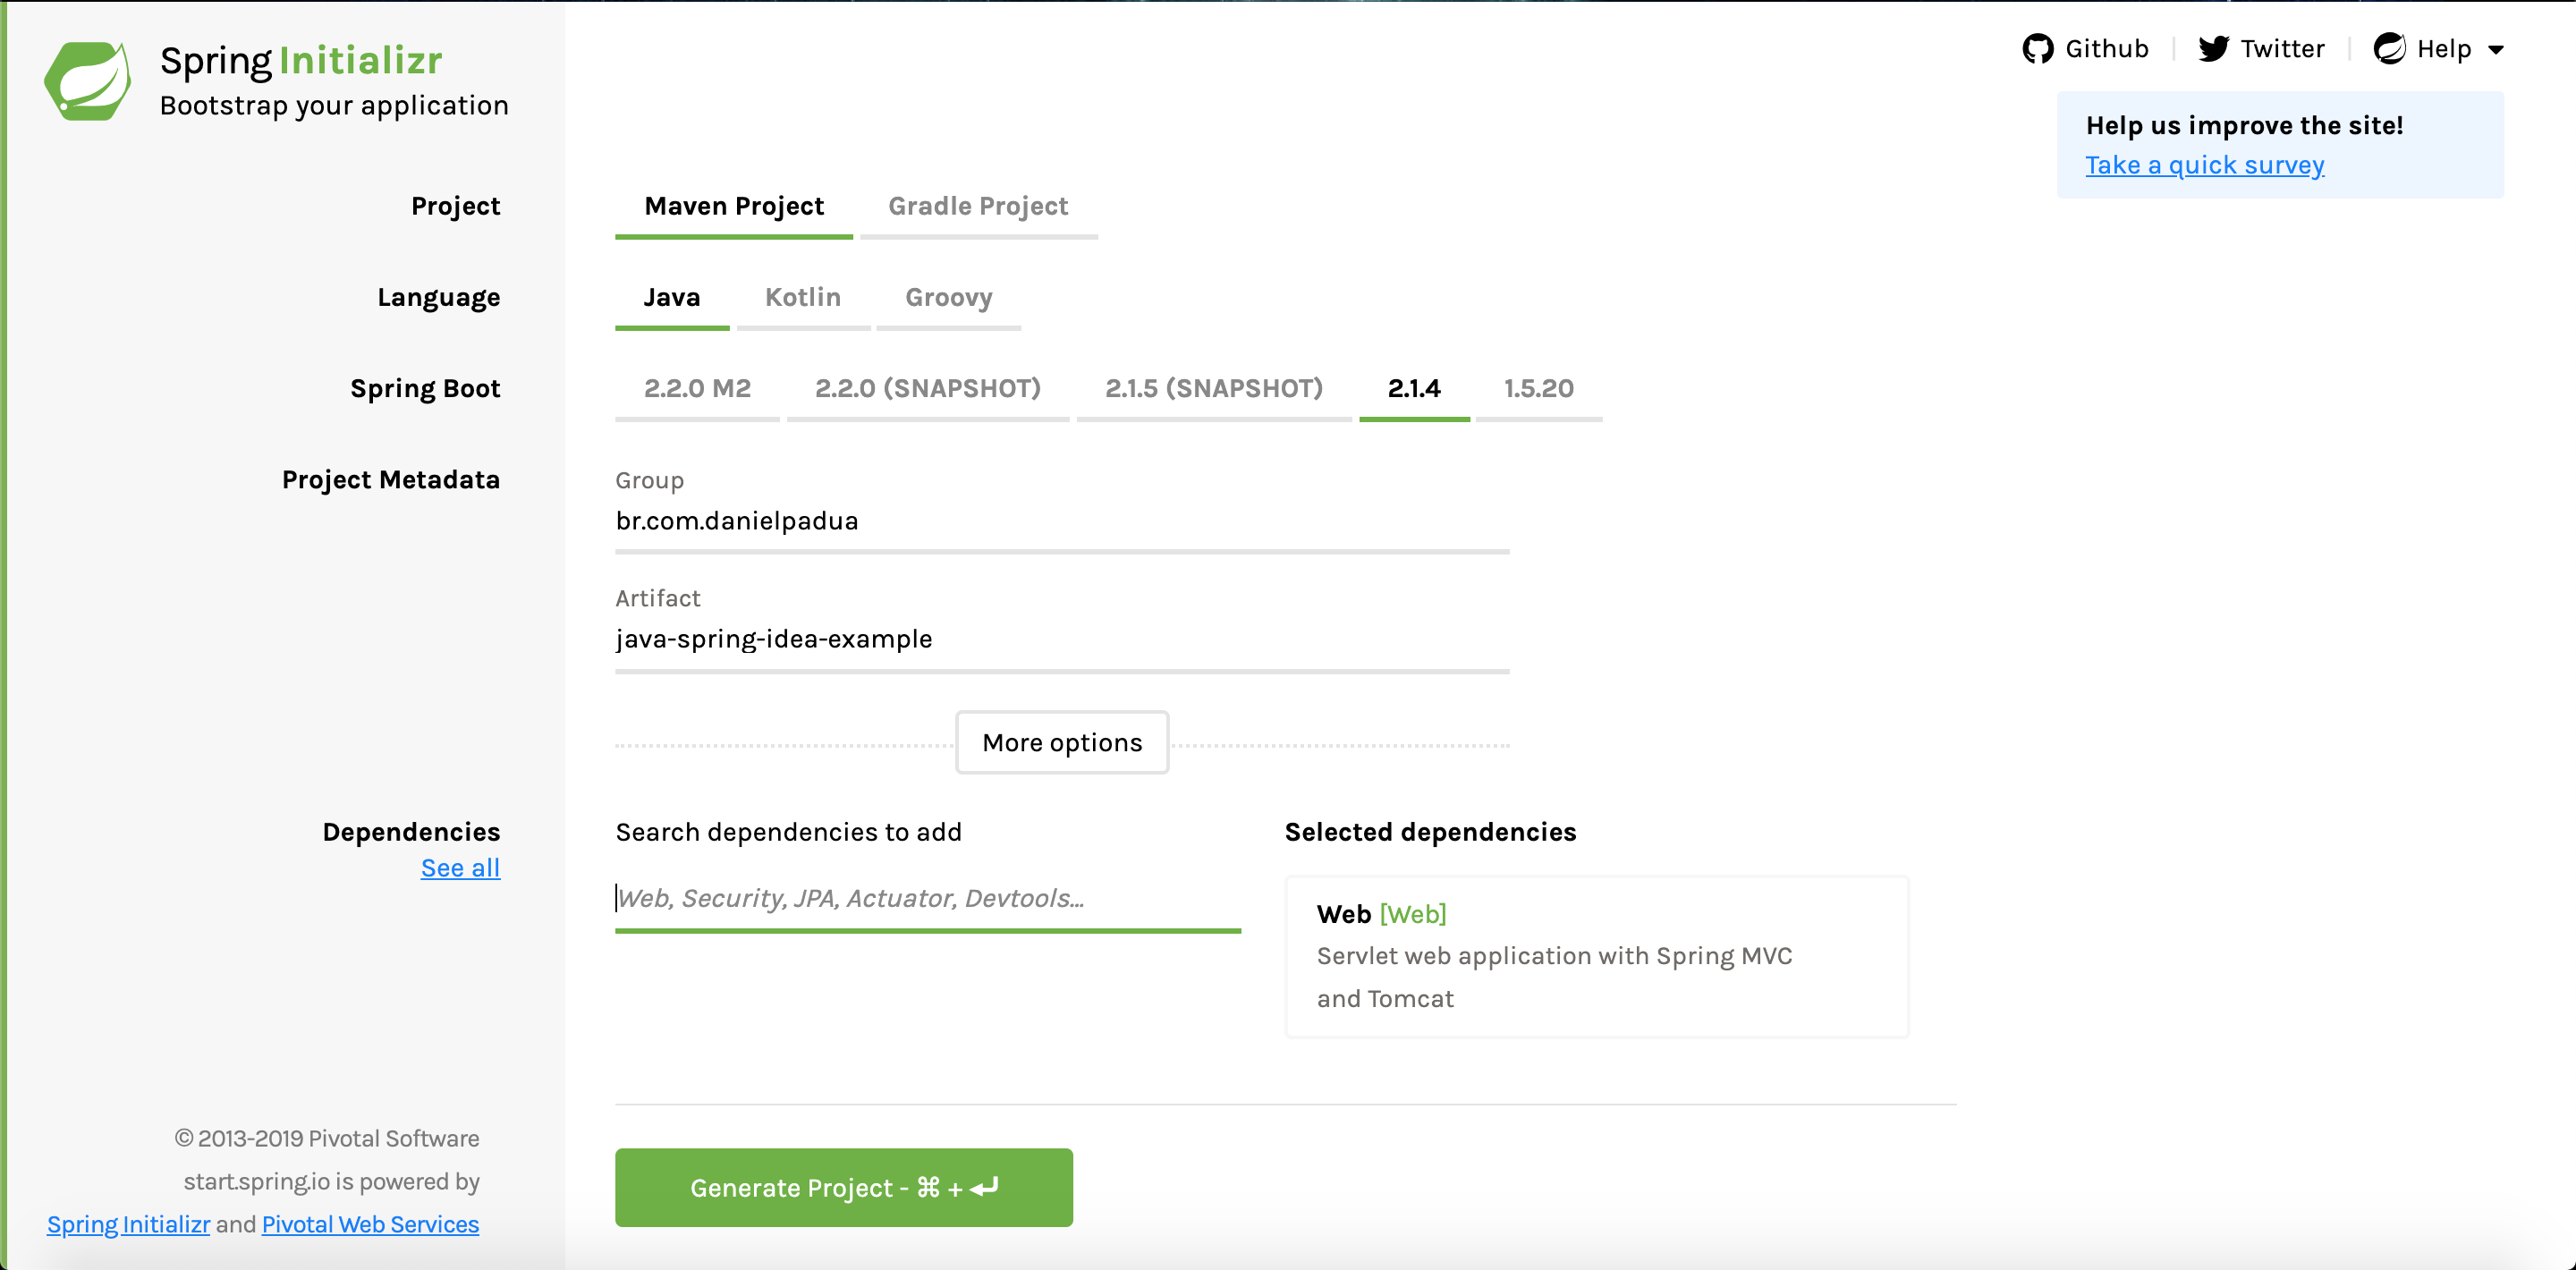 Spring Initializr
Bootstrap your application
Github
Twitter
Help
Help us improve the site!
Take a quick survey
Project
Maven Project
Gradle Project
Language
Java
Kotlin
Groovy
Spring Boot
2.2.0 M2
2.2.0 (SNAPSHOT)
2.1.5 (SNAPSHOT)
2.1.4
1.5.20
Project Metadata
Group
br.com.danielpadua
Artifact
java-spring-idea-example
More options
Dependencies
See all
Search dependencies to add
Web, Security, JPA, Actuator, Devtools...
Selected dependencies
Web [Web]
Servlet web application with Spring MVC
and Tomcat
© 2013-2019 Pivotal Software
start.spring.io is powered by
Spring Initializr and Pivotal Web Services
Generate Project - ⌘ + ↵